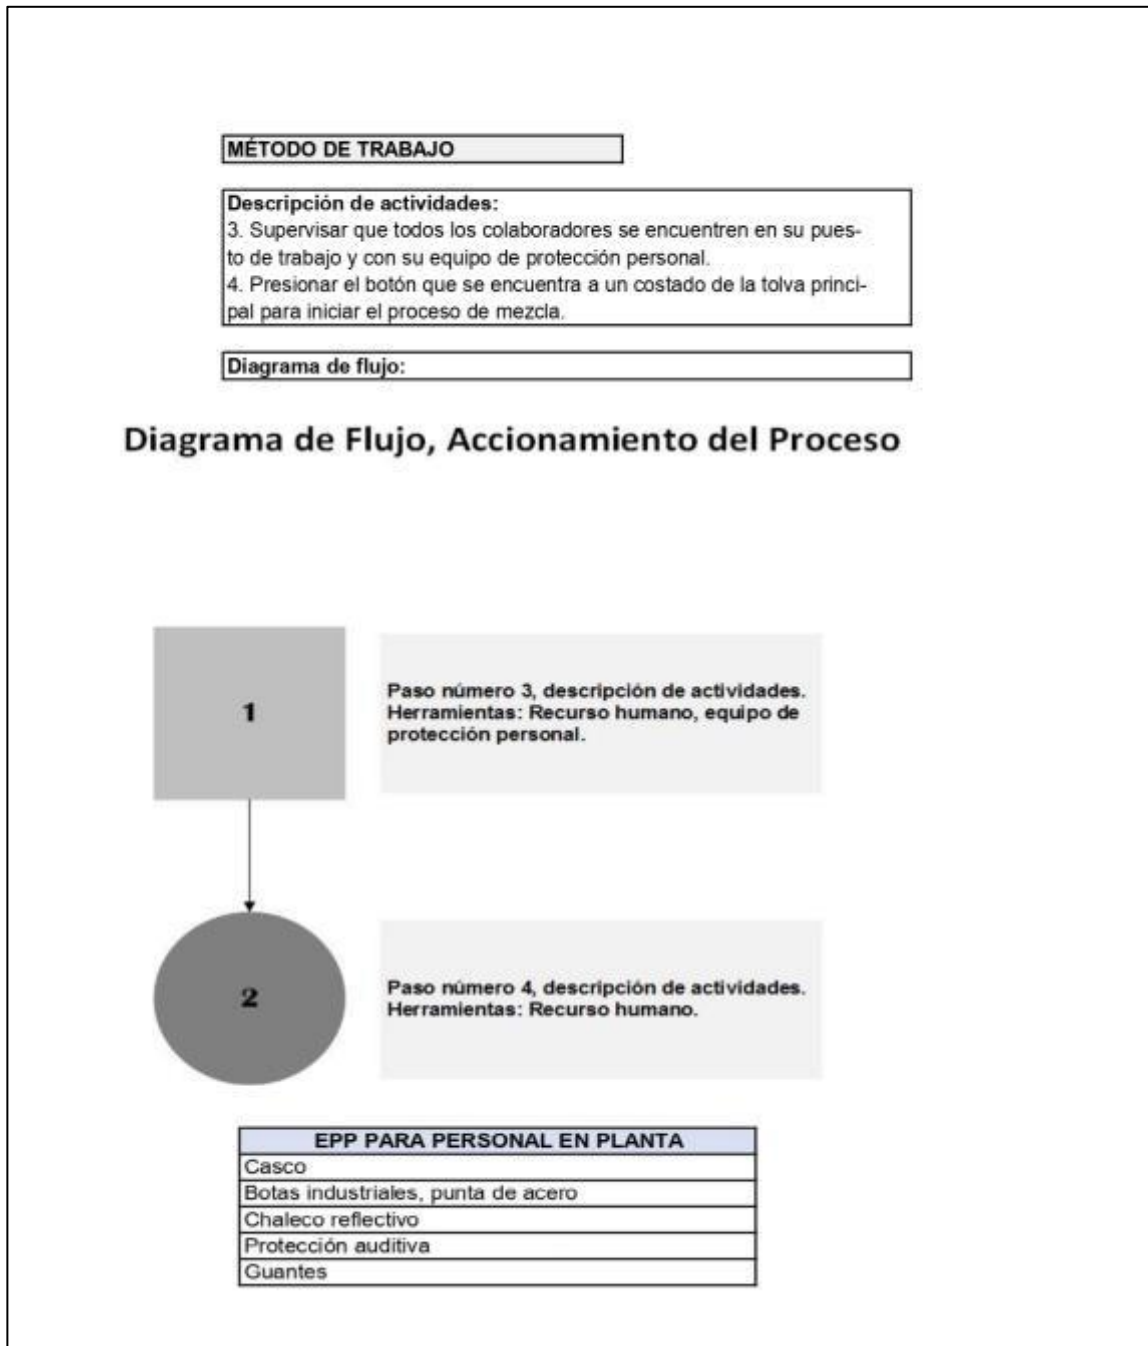 MÉTODO DE TRABAJO
Descripción de actividades:
3. Supervisar que todos los colaboradores se encuentren en su pues-
to de trabajo y con su equipo de protección personal.
4. Presionar el botón que se encuentra a un costado de la tolva princi-
pal para iniciar el proceso de mezcla.
Diagrama de flujo:
Diagrama de Flujo, Accionamiento del Proceso
1
Paso número 3, descripción de actividades.
Herramientas: Recurso humano, equipo de
protección personal.
2
Paso número 4, descripción de actividades.
Herramientas: Recurso humano.
EPP PARA PERSONAL EN PLANTA
Casco
Botas industriales, punta de acero
Chaleco reflectivo
Protección auditiva
Guantes